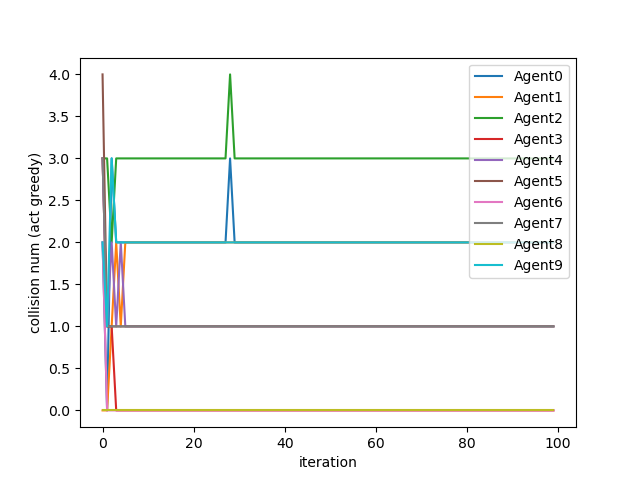 4.0
3.5
3.0
2.5
2.0
1.5
1.0
0.5
0.0
collision num (act greedy)
Agent0
Agent1
Agent2
Agent3
Agent4
Agent5
Agent6
Agent7
Agent8
Agent9
0 20 40 60 80 100
iteration